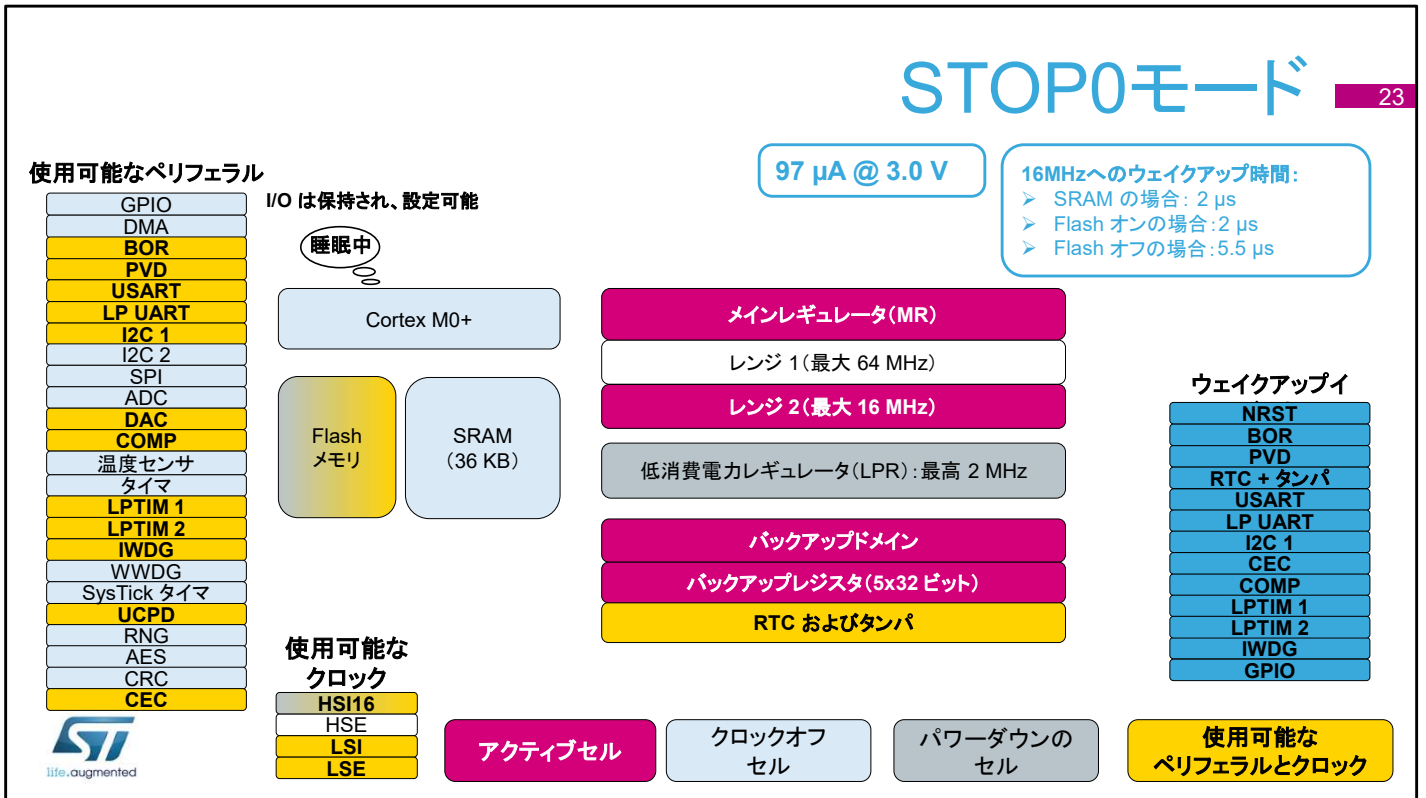 STOP0モード
23
使用可能なペリフェラル
GPIO
DMA
BOR
PVD
USART
LP UART
I2C 1
I2C 2
SPI
ADC
DAC
COMP
温度センサ
タイマ
LPTIM 1
LPTIM 2
IWDG
WWDG
SysTick タイマ
UCPD
RNG
AES
CRC
CEC
I/O は保持され、設定可能
睡眠中
Cortex M0+
Flash
メモリ
SRAM
(36 KB)
使用可能な
クロック
HSI16
HSE
LSI
LSE
97 µA @ 3.0 V
16MHzへのウェイクアップ時間:
➢ SRAM の場合: 2 µs
➢ Flash オンの場合:2 µs
➢ Flash オフの場合:5.5 µs
メインレギュレータ(MR)
レンジ 1(最大 64 MHz)
レンジ 2(最大 16 MHz)
低消費電力レギュレータ(LPR):最高 2 MHz
バックアップドメイン
バックアップレジスタ(5x32 ビット)
RTC およびタンパ
ウェイクアップイ
NRST
BOR
PVD
RTC + タンパ
USART
LP UART
I2C 1
CEC
COMP
LPTIM 1
LPTIM 2
IWDG
GPIO
ST
life.augmented
アクティブセル
クロックオフ
セル
パワーダウンの
セル
使用可能な
ペリフェラルとクロック